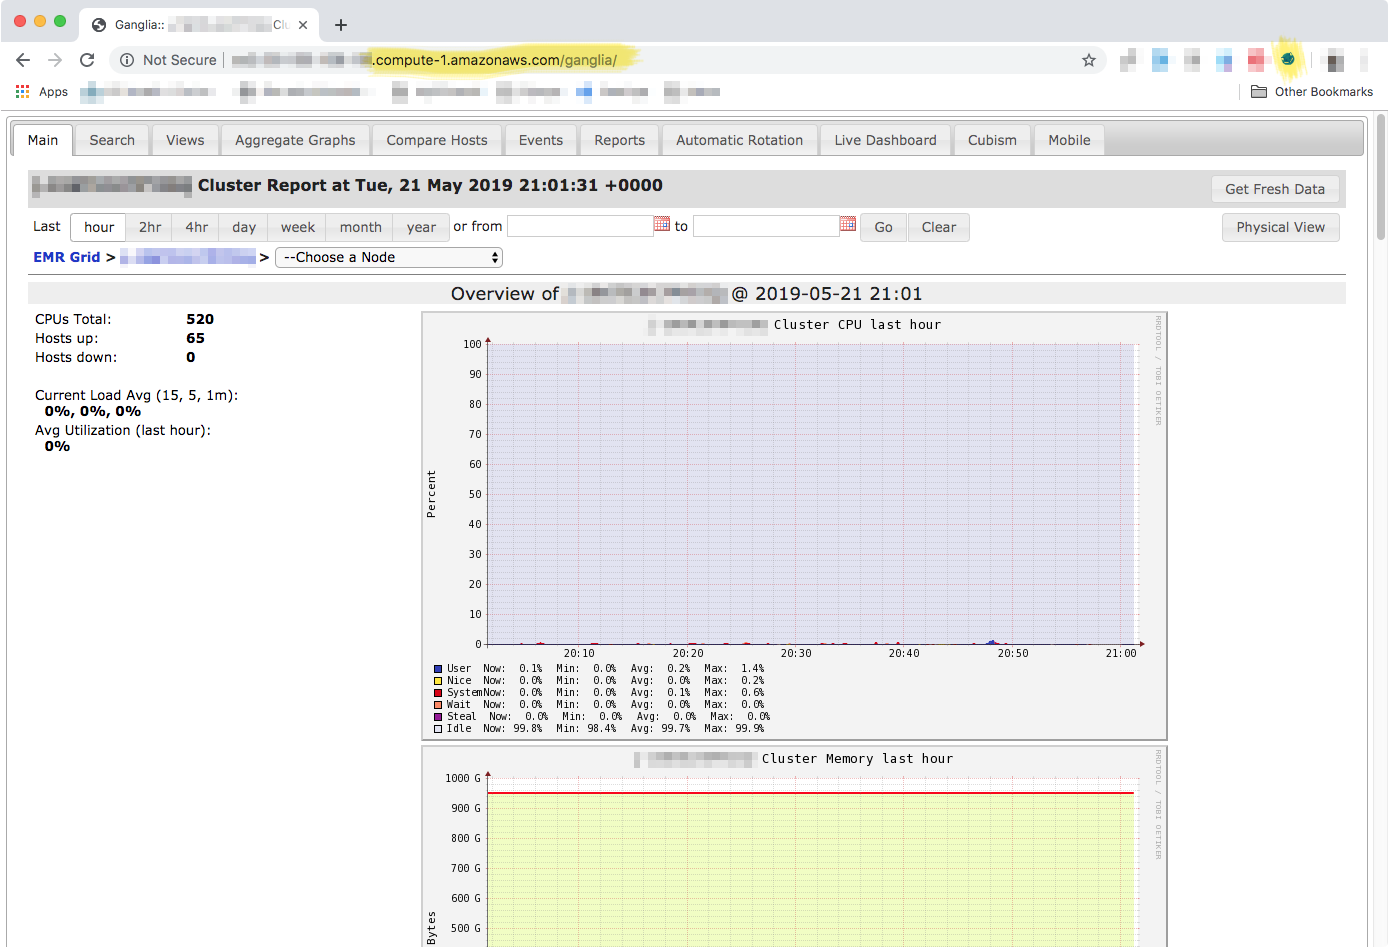 Ganglia:: Clu
Not Secure | .compute-1.amazonaws.com/ganglia/
Apps Other Bookmarks
Main Search Views Aggregate Graphs Compare Hosts Events Reports Automatic Rotation Live Dashboard Cubism Mobile
Cluster Report at Tue, 21 May 2019 21:01:31 +0000 Get Fresh Data
Last hour 2hr 4hr day week month year or from to Go Clear Physical View
EMR Grid > > --Choose a Node
Overview of @ 2019-05-21 21:01
CPUs Total: 520
Hosts up: 65
Hosts down: 0
Current Load Avg (15, 5, 1m):
0%, 0%, 0%
Avg Utilization (last hour):
0%
Cluster CPU last hour
RRDTOOL / TOBI OETIKER
Percent
100
90
80
70
60
50
40
30
20
10
0
20:10 20:20 20:30 20:40 20:50 21:00
User Now: 0.1% Min: 0.0% Avg: 0.2% Max: 1.4%
Nice Now: 0.0% Min: 0.0% Avg: 0.0% Max: 0.2%
System Now: 0.0% Min: 0.0% Avg: 0.1% Max: 0.6%
Wait Now: 0.0% Min: 0.0% Avg: 0.0% Max: 0.0%
Steal Now: 0.0% Min: 0.0% Avg: 0.0% Max: 0.0%
Idle Now: 99.8% Min: 98.4% Avg: 99.7% Max: 99.9%
Cluster Memory last hour
RRDTOOL / TOBI OETIKER
Bytes
1000 G
900 G
800 G
700 G
600 G
500 G